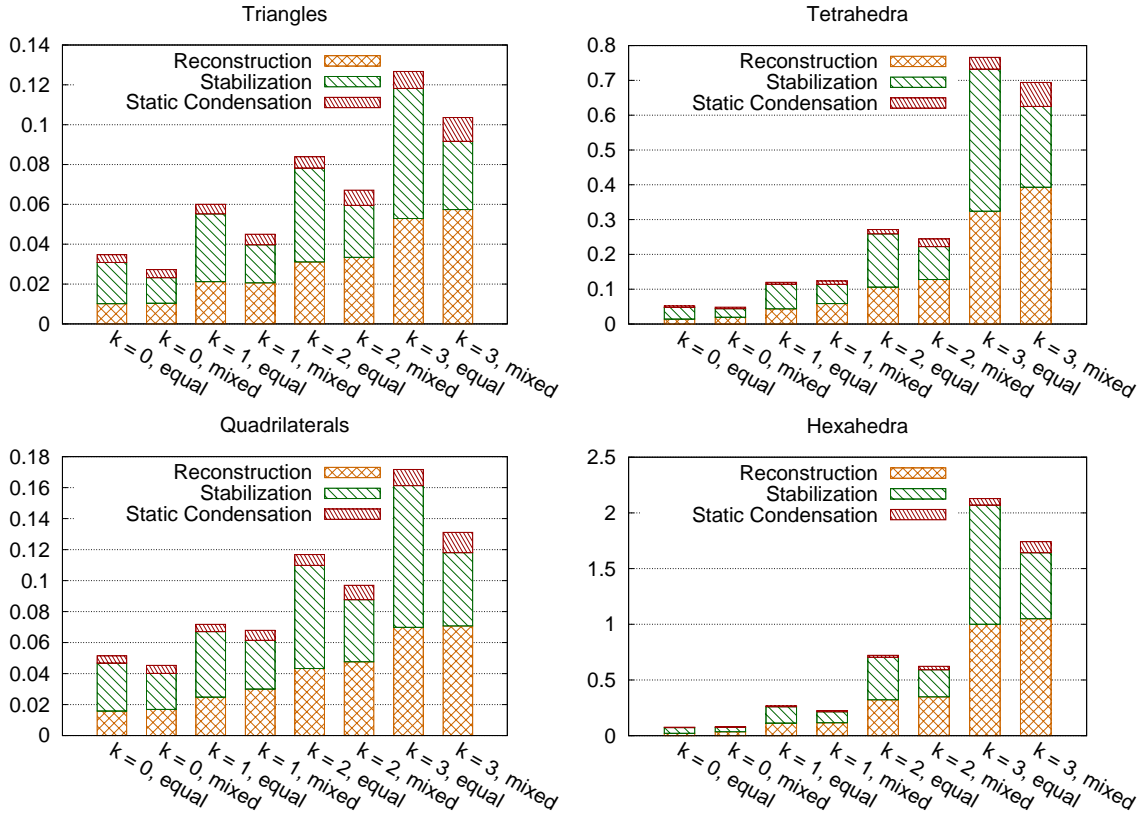 Triangles
0.14
0.12
0.1
0.08
0.06
0.04
0.02
0
Reconstruction
Stabilization
Static Condensation
k = 0, equal
k = 0, mixed
k = 1, equal
k = 1, mixed
k = 2, equal
k = 2, mixed
k = 3, equal
k = 3, mixed
Tetrahedra
0.8
0.7
0.6
0.5
0.4
0.3
0.2
0.1
0
Reconstruction
Stabilization
Static Condensation
k = 0, equal
k = 0, mixed
k = 1, equal
k = 1, mixed
k = 2, equal
k = 2, mixed
k = 3, equal
k = 3, mixed
Quadrilaterals
0.18
0.16
0.14
0.12
0.1
0.08
0.06
0.04
0.02
0
Reconstruction
Stabilization
Static Condensation
k = 0, equal
k = 0, mixed
k = 1, equal
k = 1, mixed
k = 2, equal
k = 2, mixed
k = 3, equal
k = 3, mixed
Hexahedra
2.5
2
1.5
1
0.5
0
Reconstruction
Stabilization
Static Condensation
k = 0, equal
k = 0, mixed
k = 1, equal
k = 1, mixed
k = 2, equal
k = 2, mixed
k = 3, equal
k = 3, mixed